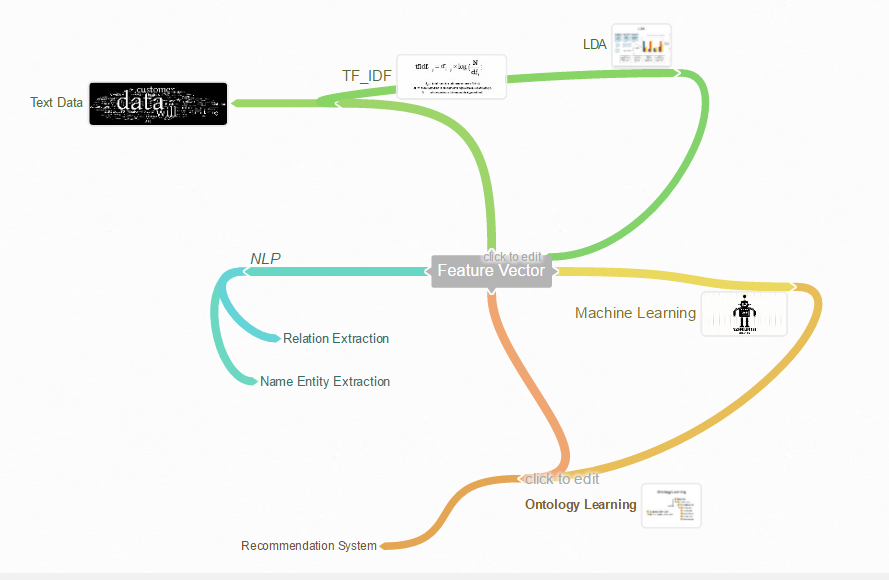 LDA
TF_IDF
Text Data
customer
data
will
click to edit
Feature Vector
NLP
Machine Learning
Relation Extraction
Name Entity Extraction
click to edit
Ontology Learning
Recommendation System